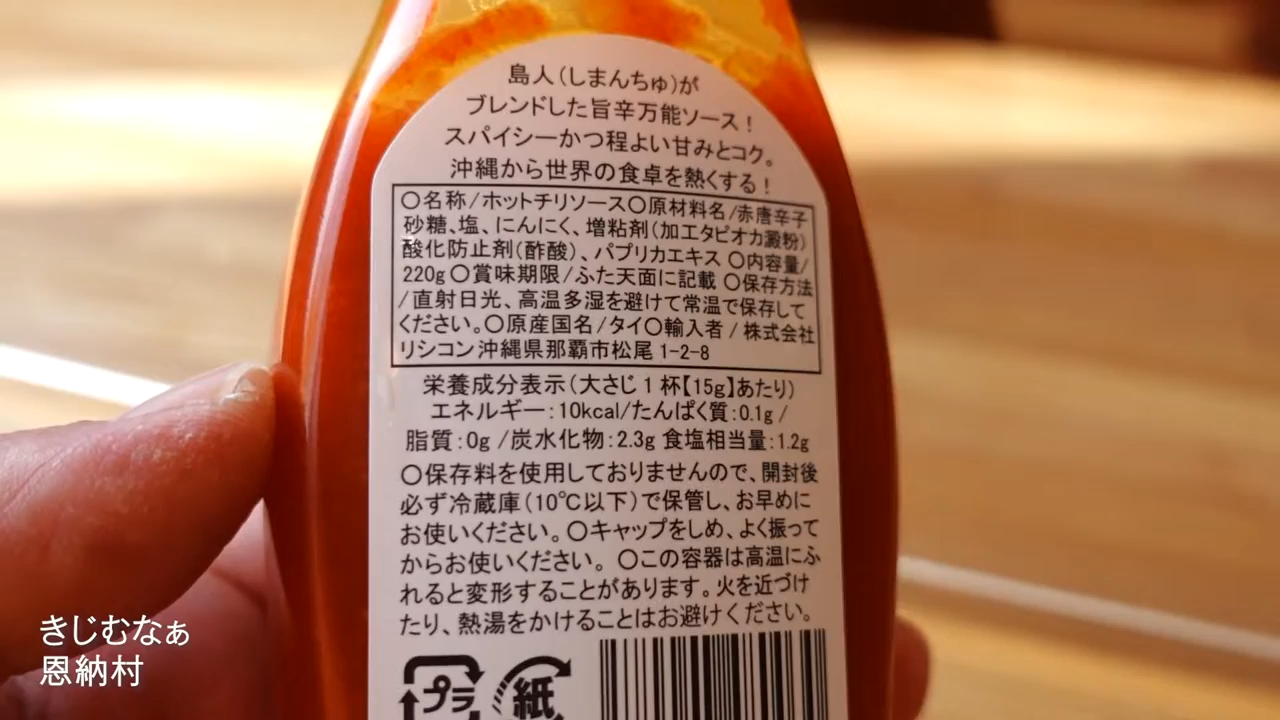 島人(しまんちゅ)が
ブレンドした旨辛万能ソース!
スパイシーかつ程よい甘みとコク。
沖縄から世界の食卓を熱くする!
〇名称/ホットチリソース〇原材料名/赤唐辛子
砂糖、塩、にんにく、増粘剤(加工タピオカ澱粉)
酸化防止剤(酢酸)、パプリカエキス 〇内容量/
220g 〇賞味期限/ふた天面に記載 〇保存方法
/直射日光、高温多湿を避けて常温で保存して
ください。〇原産国名/タイ〇輸入者/株式会社
リシコン沖縄県那覇市松尾 1-2-8
栄養成分表示(大さじ1杯【15g】あたり)
エネルギー:10kcal/たんぱく質:0.1g /
脂質:0g /炭水化物:2.3g 食塩相当量:1.2g
〇保存料を使用しておりませんので、開封後
必ず冷蔵庫(10℃以下)で保管し、お早めに
お使いください。〇キャップをしめ、よく振って
からお使いください。 〇この容器は高温にふ
れると変形することがあります。火を近づけ
たり、熱湯をかけることはお避けください。
プラ 紙
きじむなぁ
恩納村